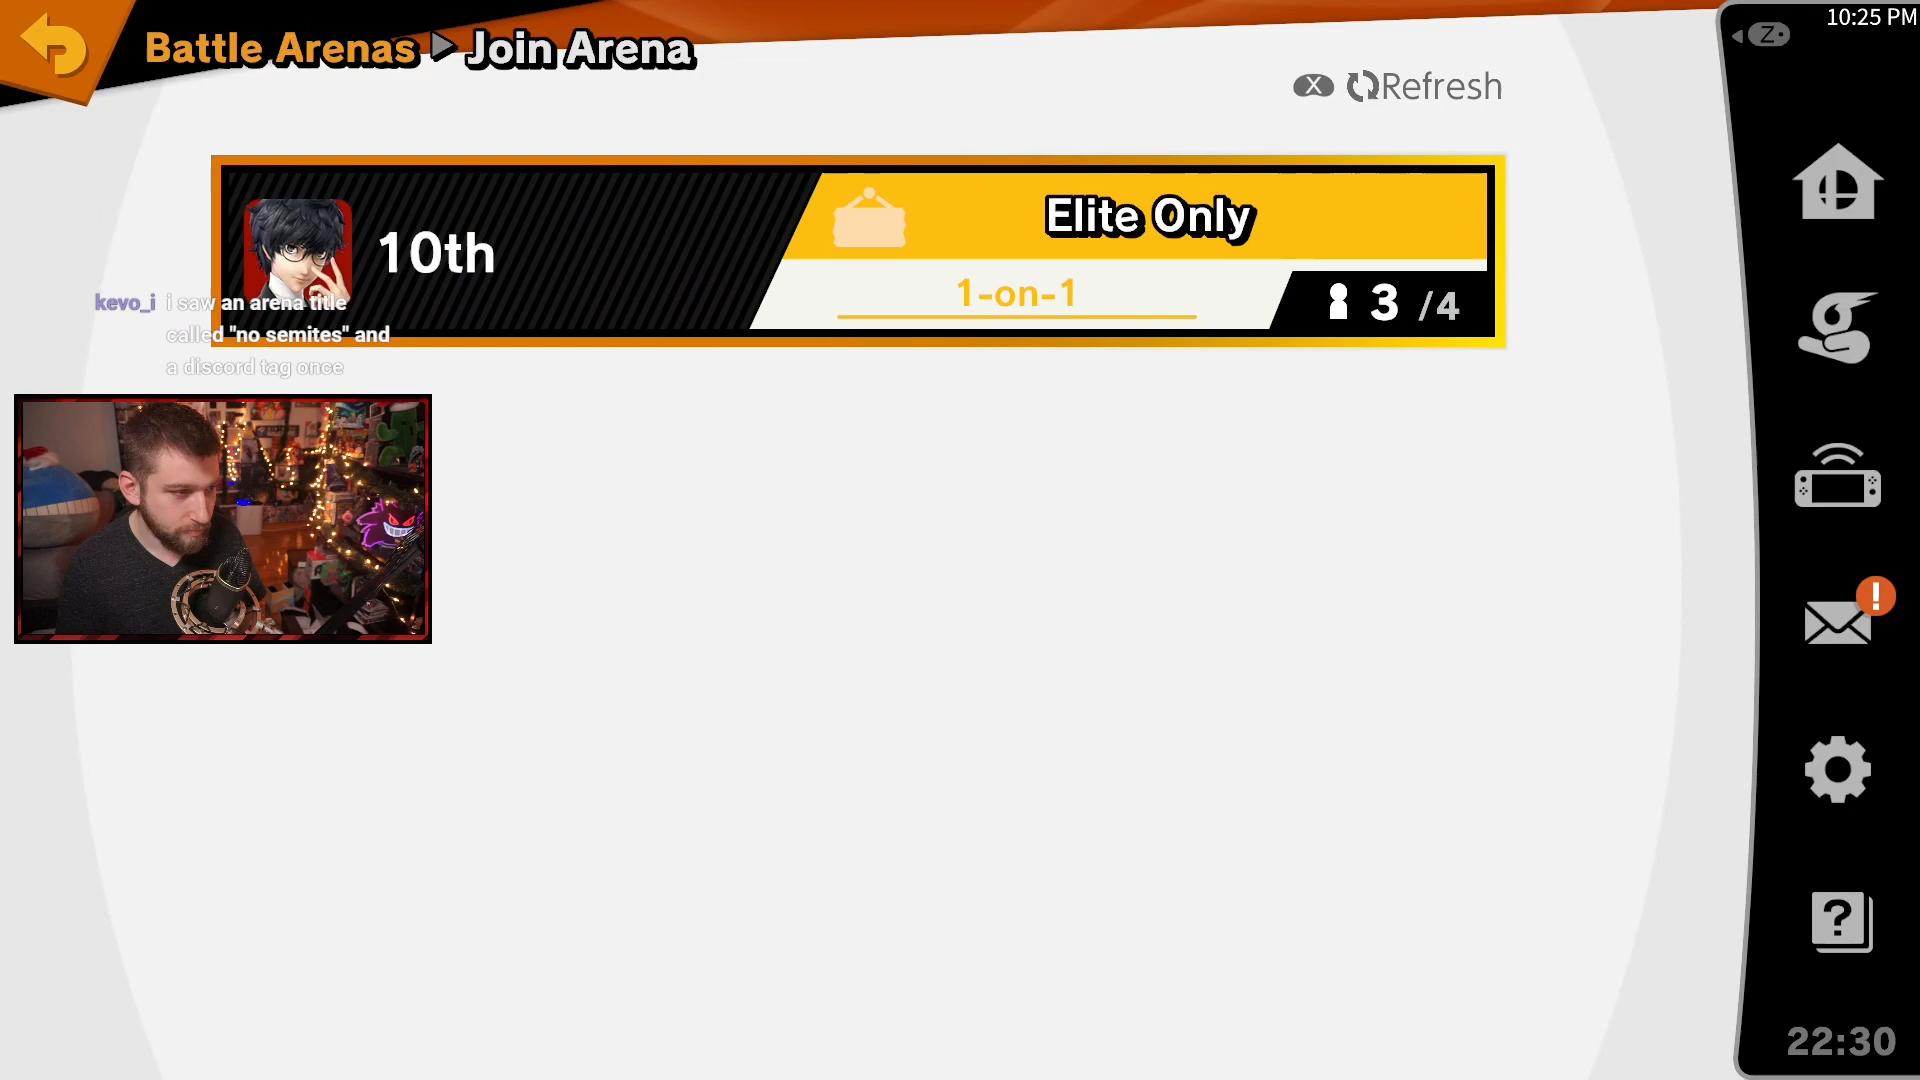 10:25 PM
Z
Battle Arenas ▶ Join Arena
X Refresh
10th
Elite Only
1-on-1
3 /4
kevo_i i saw an arena title
called "no semites" and
a discord tag once
!
?
22:30